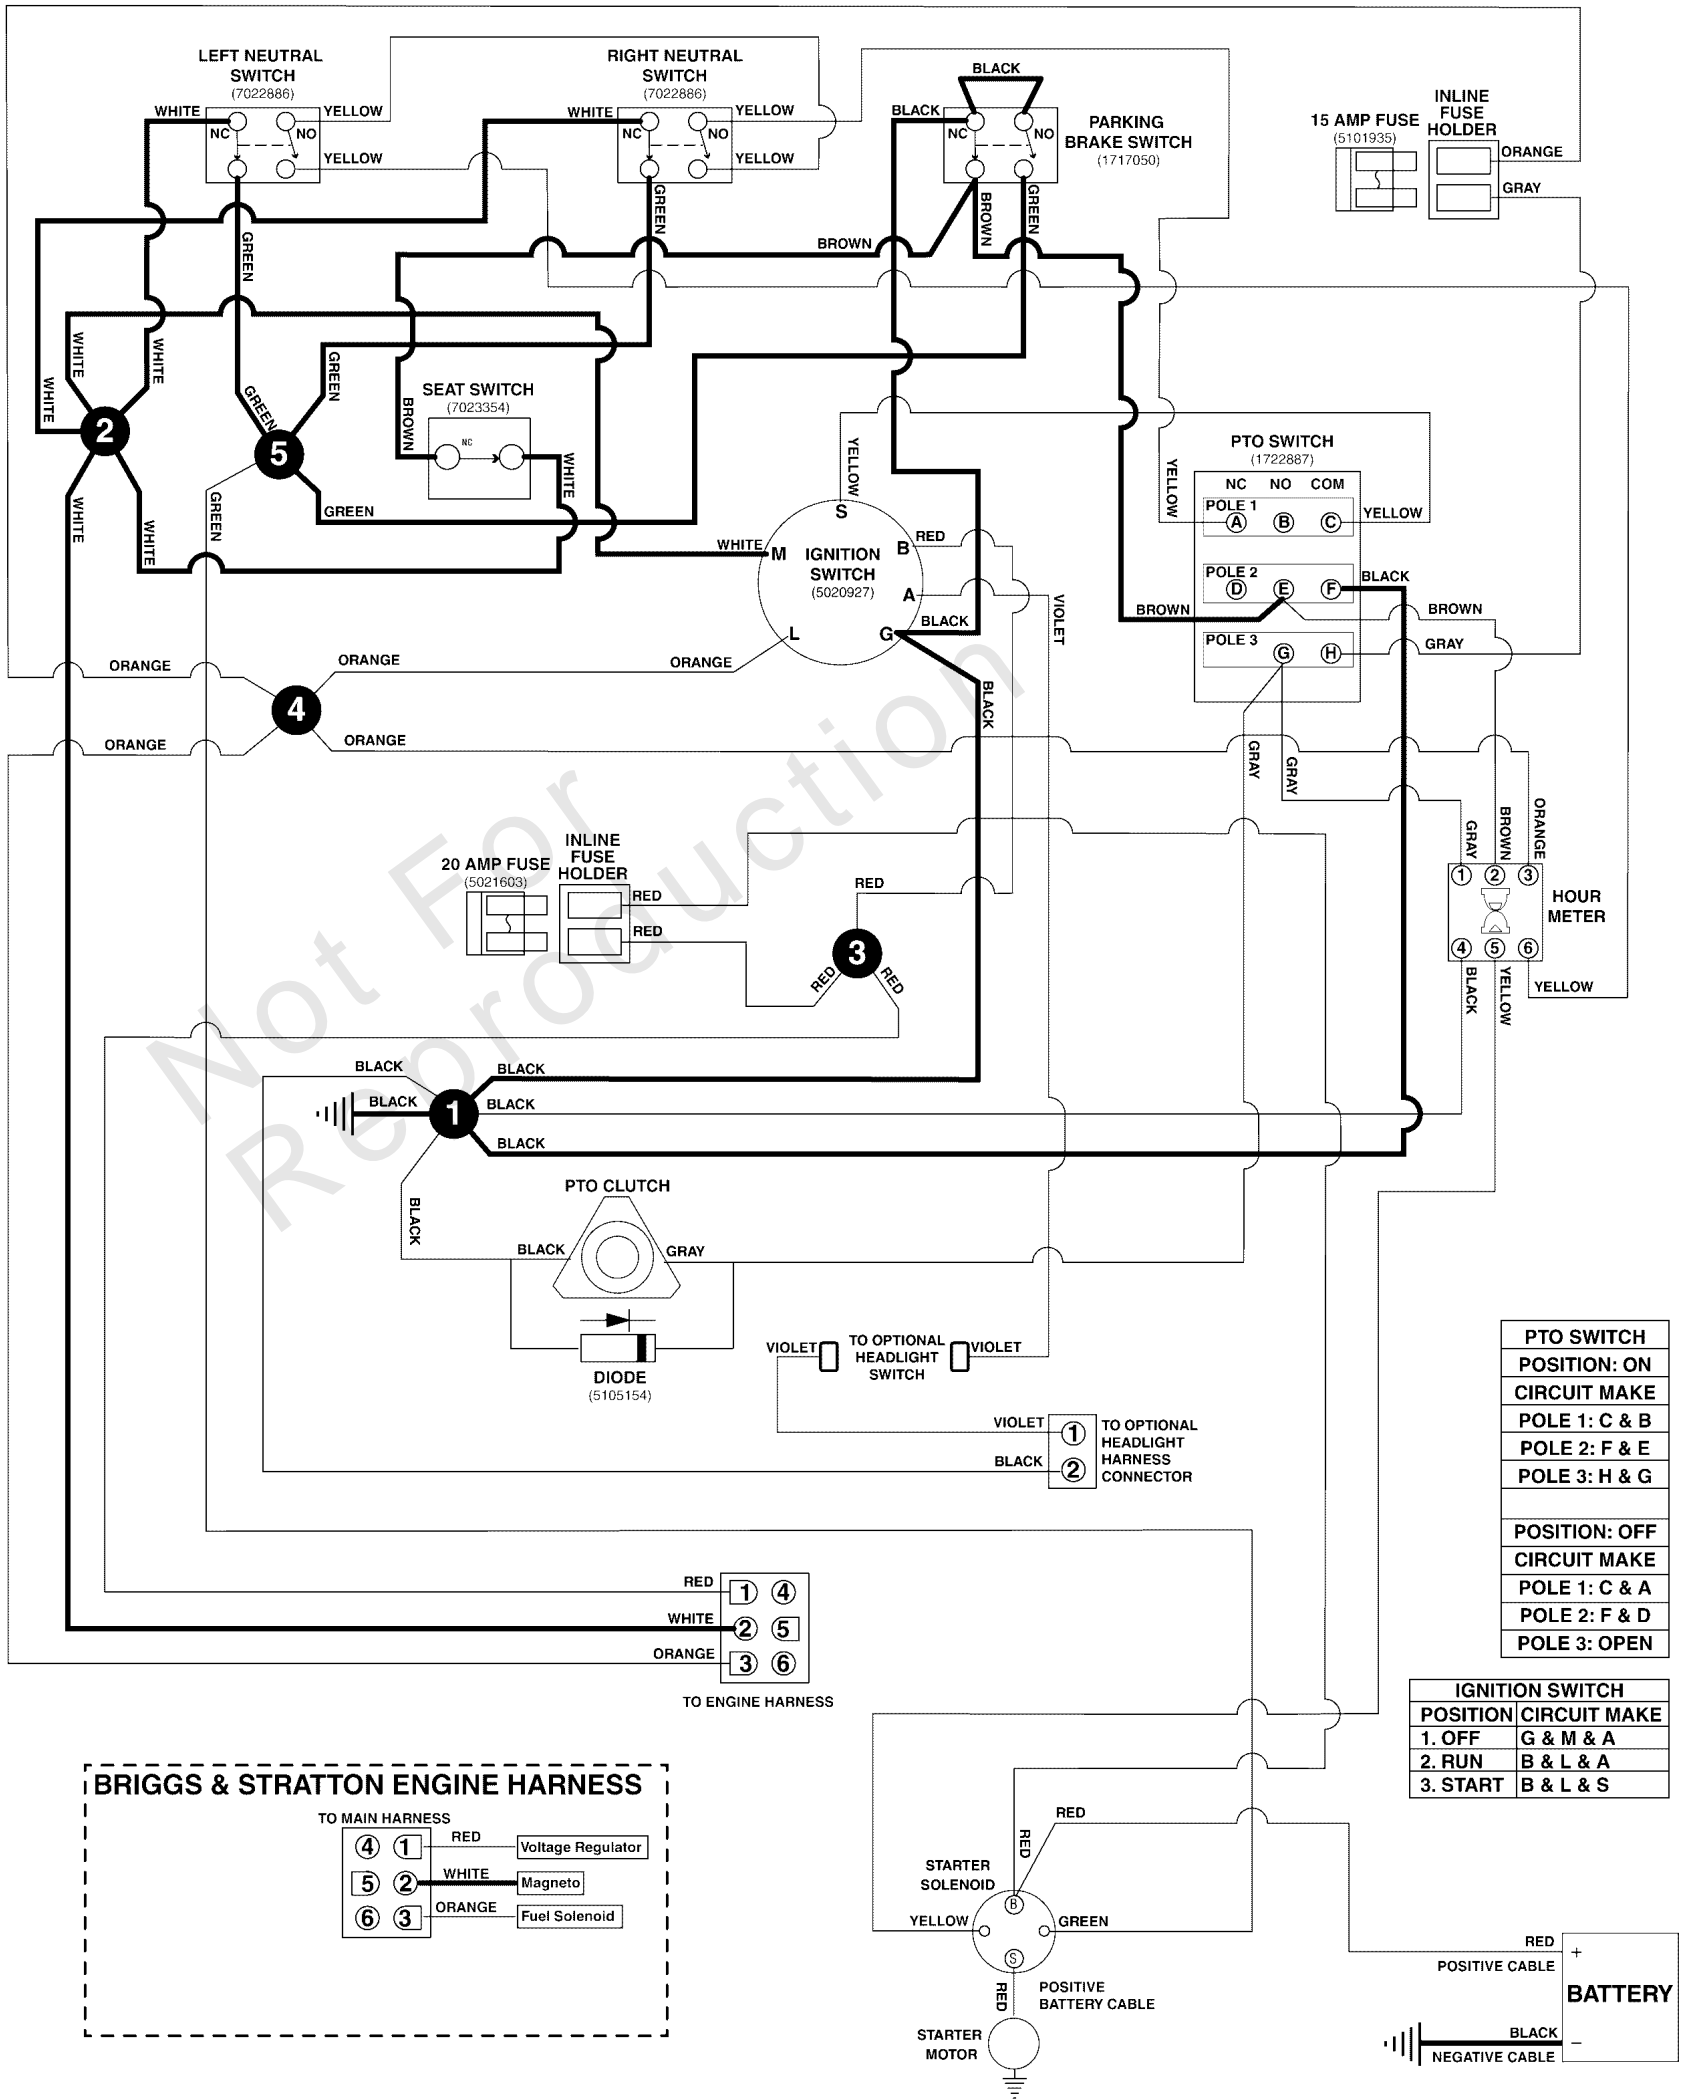 LEFT NEUTRAL
SWITCH
(7022886)
WHITE
NC
NO
YELLOW
YELLOW
GREEN
RIGHT NEUTRAL
SWITCH
(7022886)
WHITE
NC
NO
YELLOW
YELLOW
GREEN
BLACK
BLACK
NC
NO
PARKING
BRAKE SWITCH
(1717050)
BROWN
GREEN
BROWN
15 AMP FUSE
(5101935)
INLINE
FUSE
HOLDER
ORANGE
GRAY
WHITE
WHITE
WHITE
2
WHITE
WHITE
GREEN
GREEN
5
GREEN
GREEN
SEAT SWITCH
(7023354)
NC
BROWN
WHITE
YELLOW
S
WHITE
M
IGNITION
SWITCH
(5020927)
B
RED
A
VIOLET
G
BLACK
L
BLACK
PTO SWITCH
(1722887)
NC NO COM
POLE 1
A B C
YELLOW
YELLOW
POLE 2
D E F
BLACK
BROWN
BROWN
POLE 3
G H
GRAY
GRAY
GRAY
ORANGE
ORANGE
ORANGE
4
ORANGE
ORANGE
Not For
Reproduction
20 AMP FUSE
(5021603)
INLINE
FUSE
HOLDER
RED
RED
RED
3
RED
RED
GRAY
BROWN
ORANGE
1 2 3
HOUR
METER
4 5 6
BLACK
YELLOW
YELLOW
BLACK
BLACK
BLACK
1
BLACK
BLACK
BLACK
PTO CLUTCH
BLACK
GRAY
DIODE
(5105154)
VIOLET
TO OPTIONAL
HEADLIGHT
SWITCH
VIOLET
VIOLET
1
BLACK
2
TO OPTIONAL
HEADLIGHT
HARNESS
CONNECTOR
PTO SWITCH
POSITION: ON
CIRCUIT MAKE
POLE 1: C & B
POLE 2: F & E
POLE 3: H & G
POSITION: OFF
CIRCUIT MAKE
POLE 1: C & A
POLE 2: F & D
POLE 3: OPEN
RED
1 4
WHITE
2 5
ORANGE
3 6
TO ENGINE HARNESS
IGNITION SWITCH
POSITION CIRCUIT MAKE
1. OFF G & M & A
2. RUN B & L & A
3. START B & L & S
BRIGGS & STRATTON ENGINE HARNESS
TO MAIN HARNESS
4 1
RED
Voltage Regulator
5 2
WHITE
Magneto
6 3
ORANGE
Fuel Solenoid
RED
RED
STARTER
SOLENOID
B
YELLOW
GREEN
S
RED
POSITIVE
BATTERY CABLE
STARTER
MOTOR
RED
POSITIVE CABLE
+
BATTERY
BLACK
NEGATIVE CABLE
−